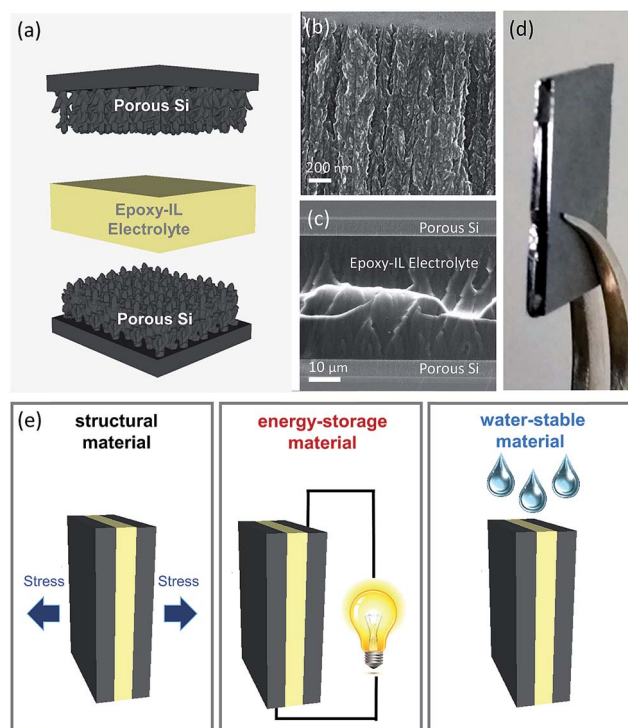 (a)
Porous Si
Epoxy-IL
Electrolyte
Porous Si
(b)
200 nm
(c)
Porous Si
Epoxy-IL Electrolyte
Porous Si
10 μm
(d)
(e)
structural
material
Stress
Stress
energy-storage
material
water-stable
material